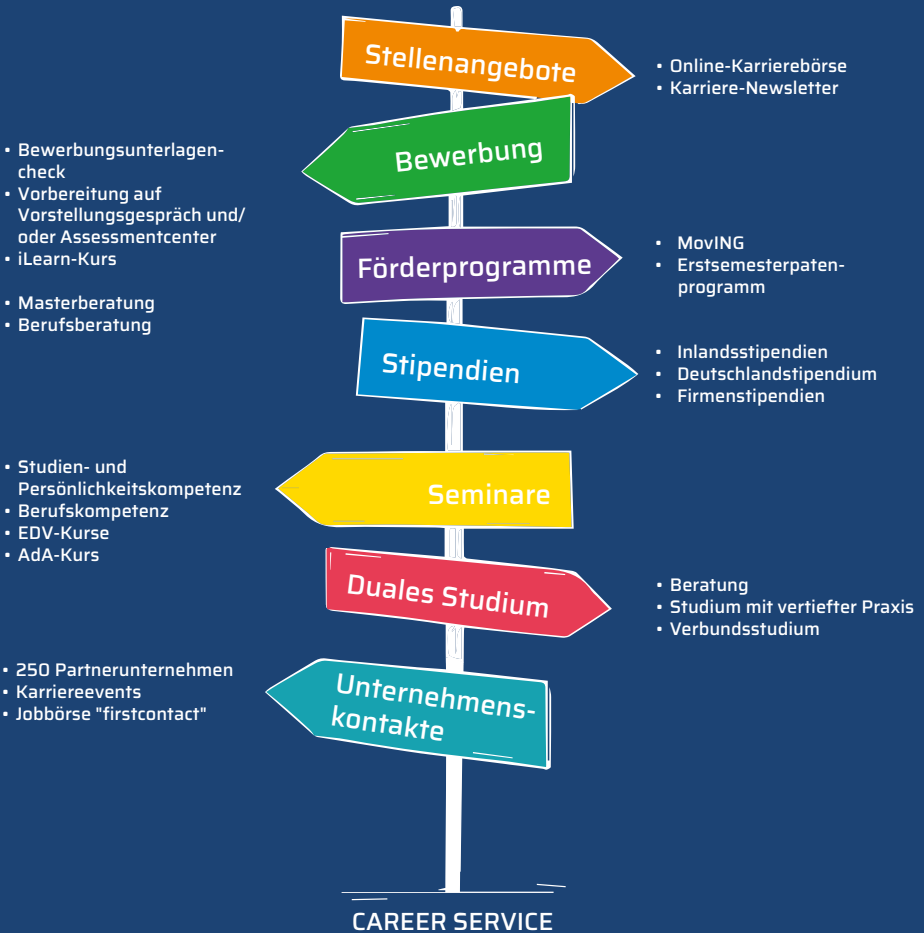 Stellenangebote
• Online-Karrierebörse
• Karriere-Newsletter
Bewerbung
• Bewerbungsunterlagen-
check
• Vorbereitung auf
Vorstellungsgespräch und/
oder Assessmentcenter
• iLearn-Kurs
• Masterberatung
• Berufsberatung
Förderprogramme
• MovING
• Erstsemesterpaten-
programm
Stipendien
• Inlandsstipendien
• Deutschlandstipendium
• Firmenstipendien
Seminare
• Studien- und
Persönlichkeitskompetenz
• Berufskompetenz
• EDV-Kurse
• AdA-Kurs
Duales Studium
• Beratung
• Studium mit vertiefter Praxis
• Verbundsstudium
Unternehmens-
kontakte
• 250 Partnerunternehmen
• Karriereevents
• Jobbörse "firstcontact"
CAREER SERVICE